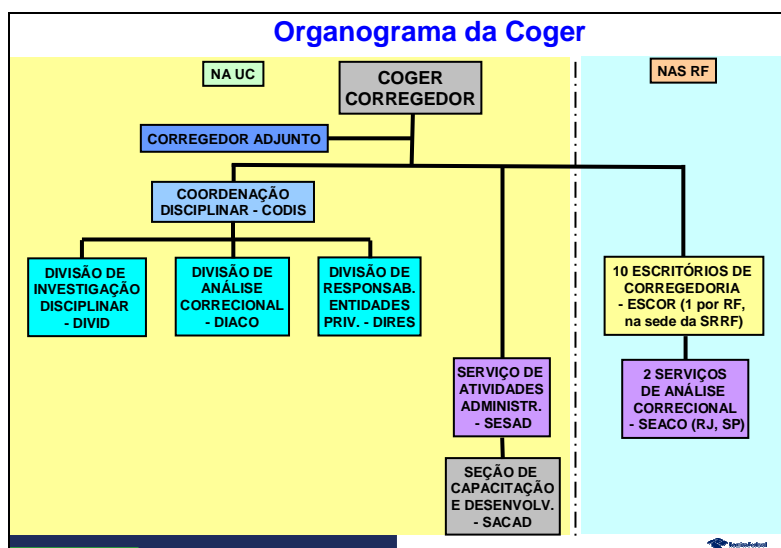 Organograma da Coger
NA UC
COGER
CORREGEDOR
NAS RF
CORREGEDOR ADJUNTO
COORDENAÇÃO
DISCIPLINAR - CODIS
DIVISÃO DE
INVESTIGAÇÃO
DISCIPLINAR
- DIVID
DIVISÃO DE
ANÁLISE
CORRECIONAL
- DIACO
DIVISÃO DE
RESPONSAB.
ENTIDADES
PRIV. - DIRES
10 ESCRITÓRIOS DE
CORREGEDORIA
- ESCOR (1 por RF,
na sede da SRRF)
SERVIÇO DE
ATIVIDADES
ADMINISTR.
- SESAD
2 SERVIÇOS
DE ANÁLISE
CORRECIONAL
- SEACO (RJ, SP)
SEÇÃO DE
CAPACITAÇÃO
E DESENVOLV.
- SACAD